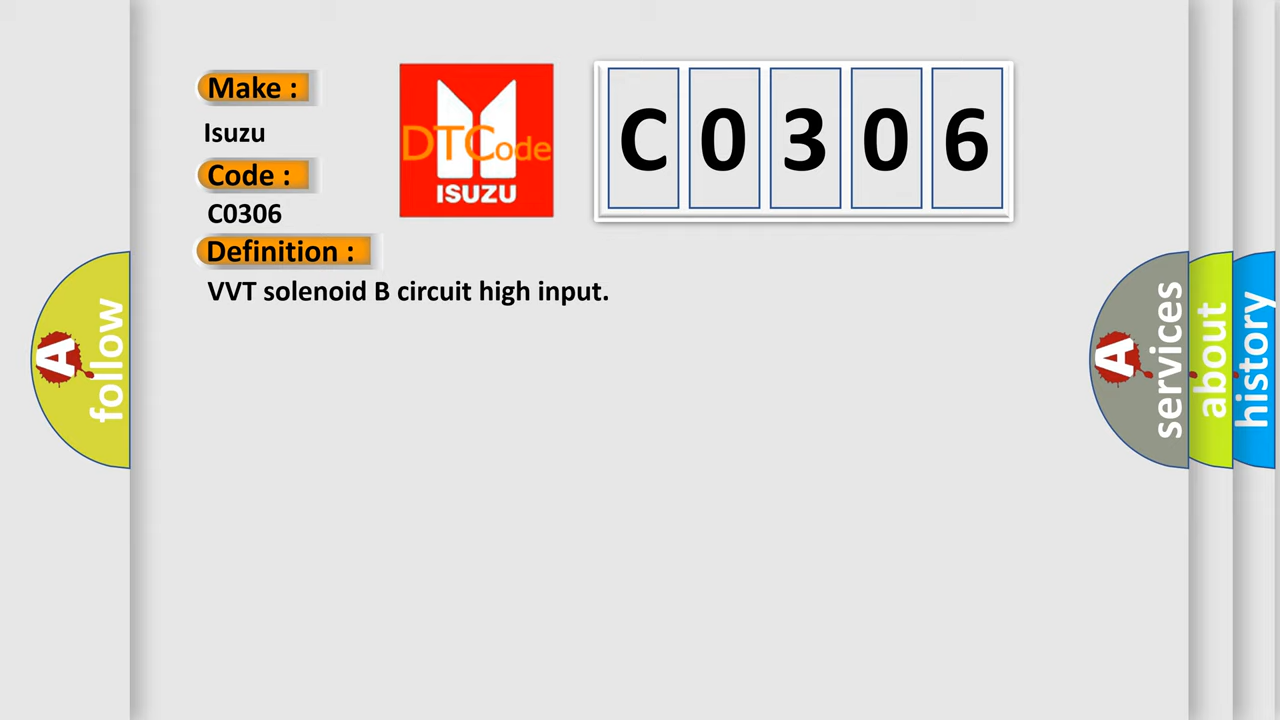 Make :
Isuzu
Code :
C0306
Definition :
VVT solenoid B circuit high input.
DTCode
ISUZU
C 0 3 0 6
A follow
A services
about
history